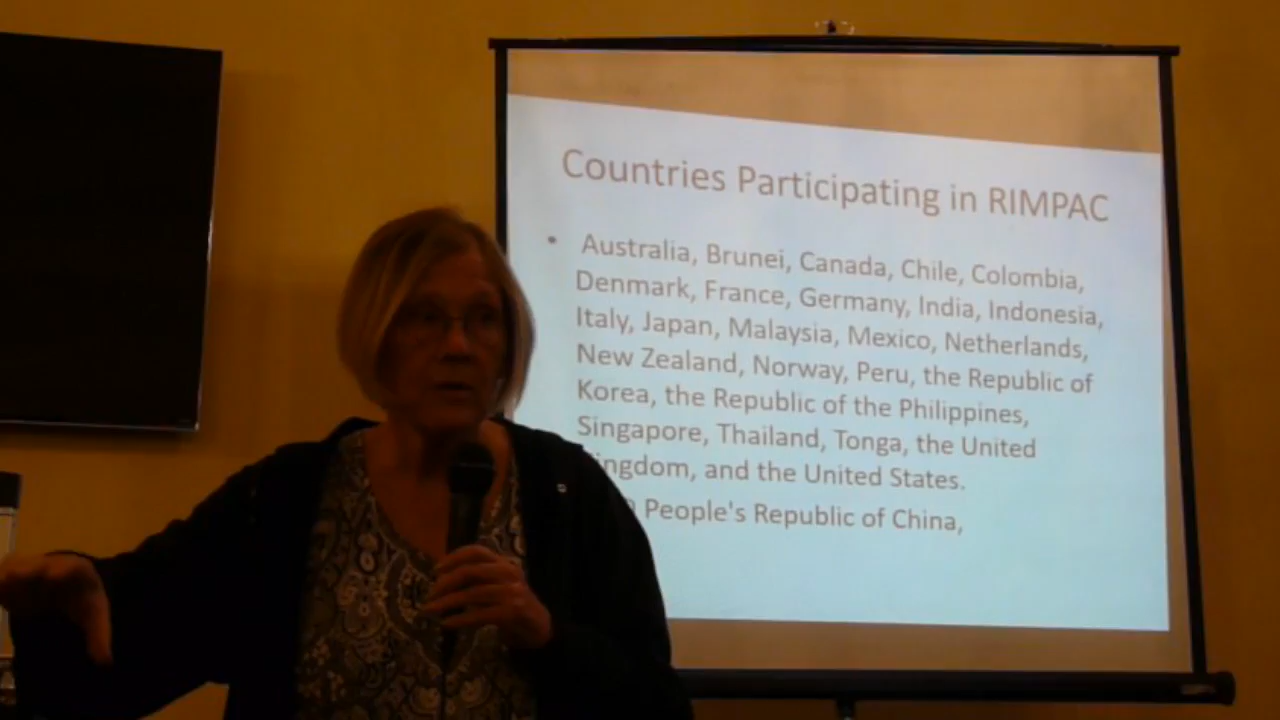 Countries Participating in RIMPAC
• Australia, Brunei, Canada, Chile, Colombia,
Denmark, France, Germany, India, Indonesia,
Italy, Japan, Malaysia, Mexico, Netherlands,
New Zealand, Norway, Peru, the Republic of
Korea, the Republic of the Philippines,
Singapore, Thailand, Tonga, the United
ingdom, and the United States.
People's Republic of China,